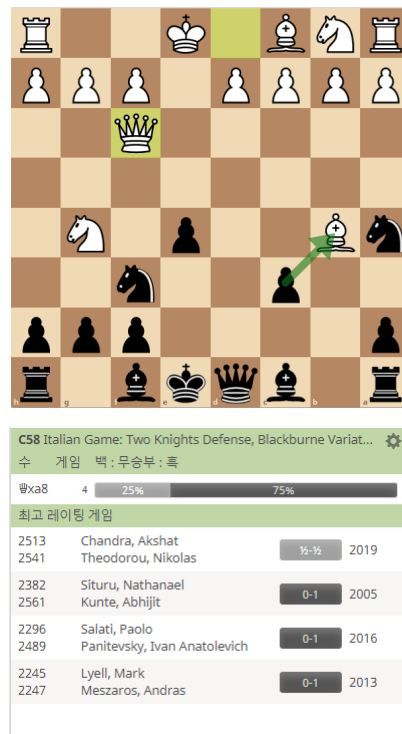 h g f e d c b a
C58 Italian Game: Two Knights Defense, Blackburne Variat...
수 게임 백 : 무승부 : 흑
♕xa8 4 25% 75%
최고 레이팅 게임
2513 Chandra, Akshat
2541 Theodorou, Nikolas
½-½ 2019
2382 Situru, Nathanael
2561 Kunte, Abhijit
0-1 2005
2296 Salati, Paolo
2489 Panitevsky, Ivan Anatolevich
0-1 2016
2245 Lyell, Mark
2247 Meszaros, Andras
0-1 2013